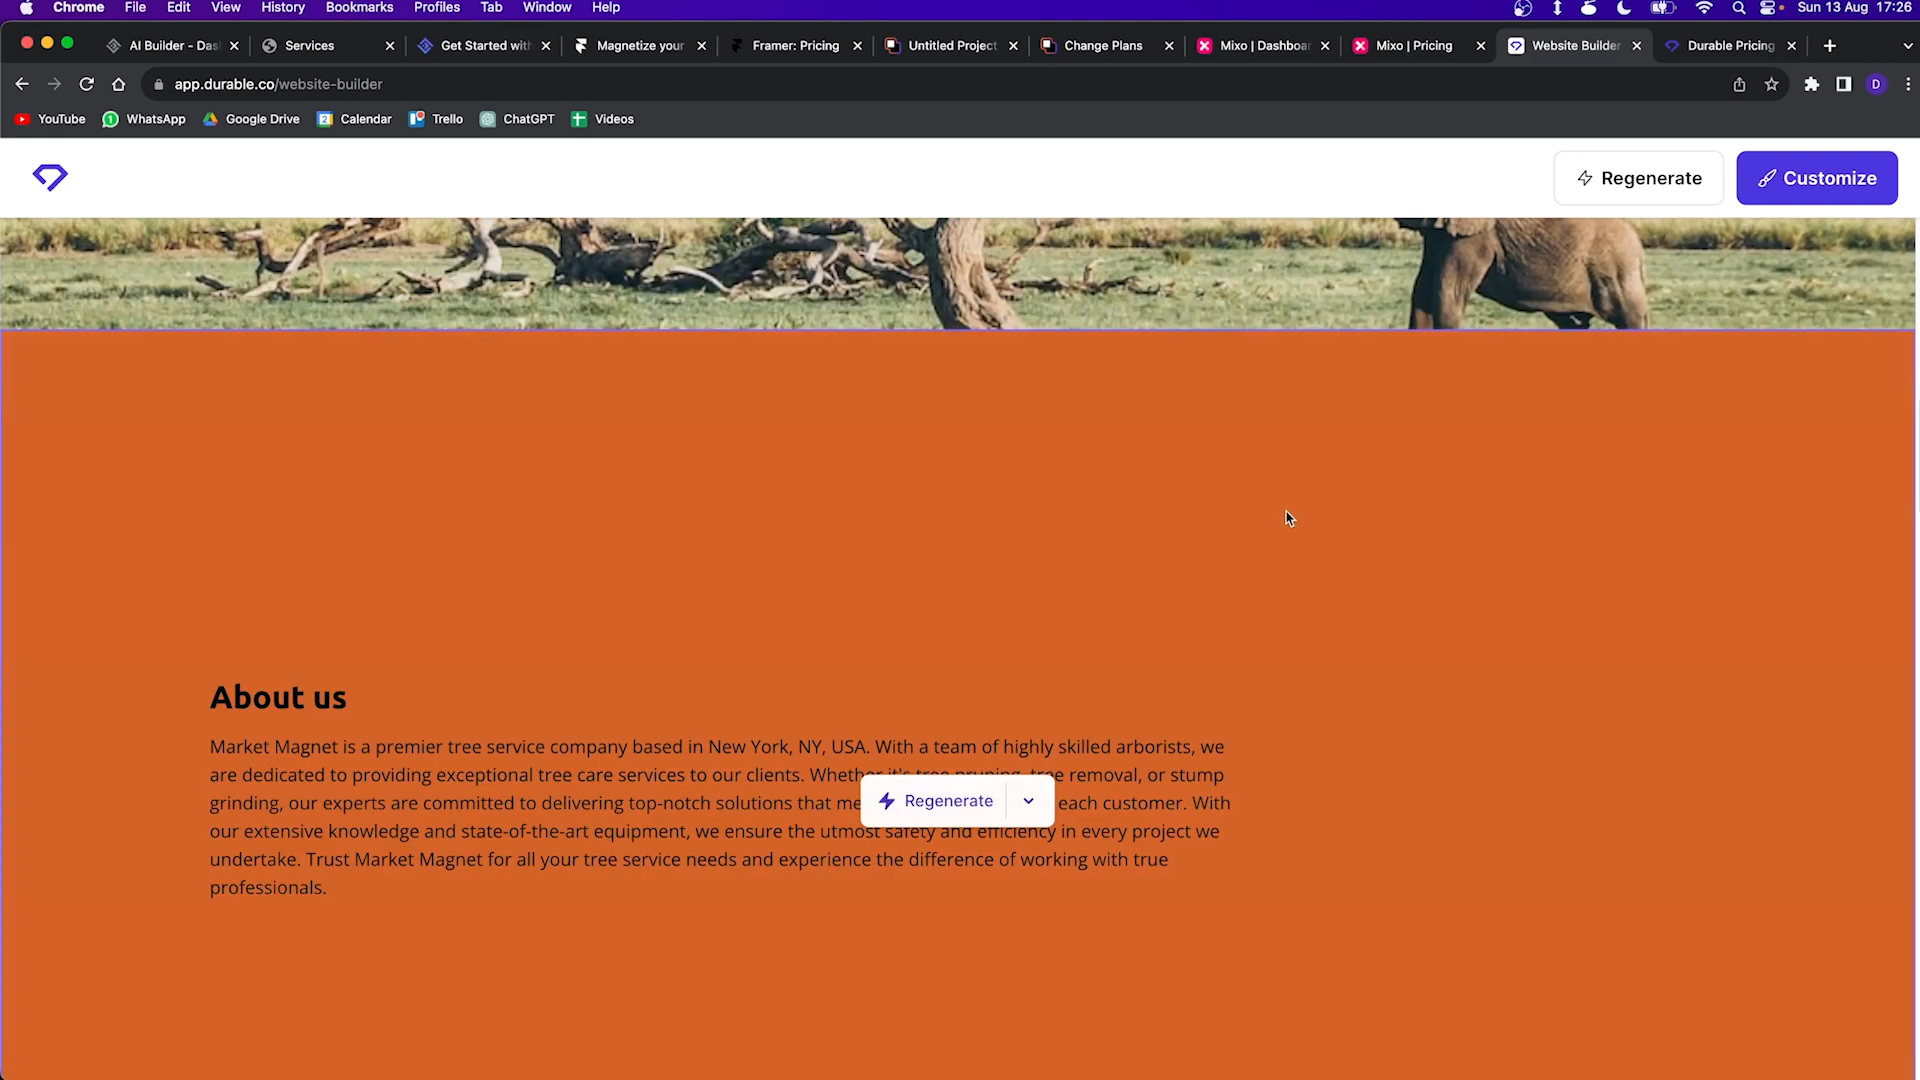 Chrome File Edit View History Bookmarks Profiles Tab Window Help Sun 13 Aug 17:26
AI Builder - Das Services Get Started with Magnetize your Framer: Pricing Untitled Project Change Plans Mixo | Dashboar Mixo | Pricing Website Builder Durable Pricing
app.durable.co/website-builder D
YouTube 1 WhatsApp Google Drive 2 Calendar Trello ChatGPT Videos
Regenerate Customize
About us
Market Magnet is a premier tree service company based in New York, NY, USA. With a team of highly skilled arborists, we
are dedicated to providing exceptional tree care services to our clients. Whether it's tree pruning, tree removal, or stump
grinding, our experts are committed to delivering top-notch solutions that me each customer. With
Regenerate
our extensive knowledge and state-of-the-art equipment, we ensure the utmost safety and efficiency in every project we
undertake. Trust Market Magnet for all your tree service needs and experience the difference of working with true
professionals.